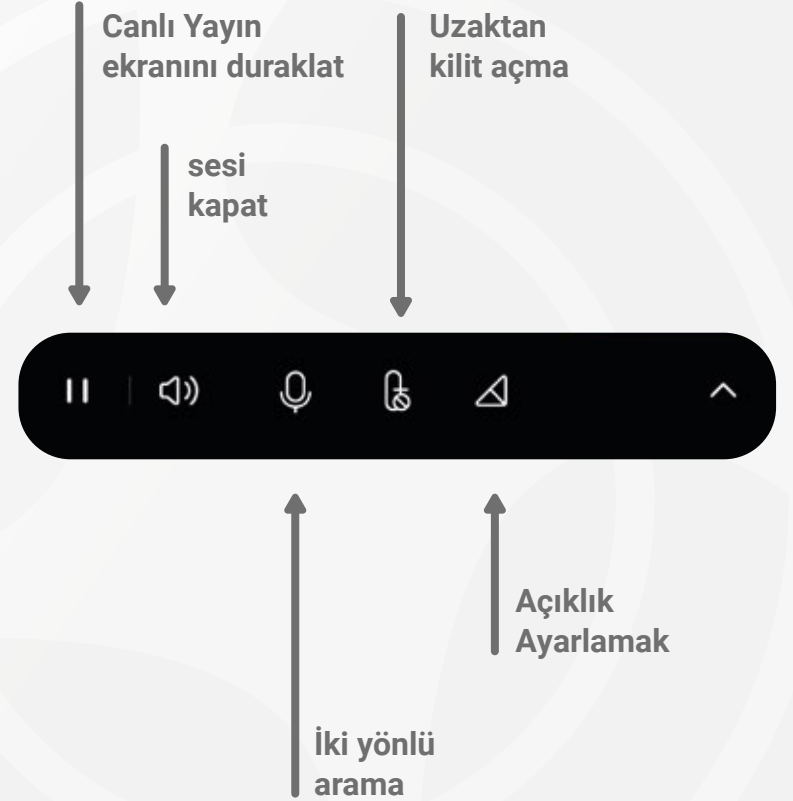 Canlı Yayın
ekranını duraklat
Uzaktan
kilit açma
sesi
kapat
Açıklık
Ayarlamak
İki yönlü
arama